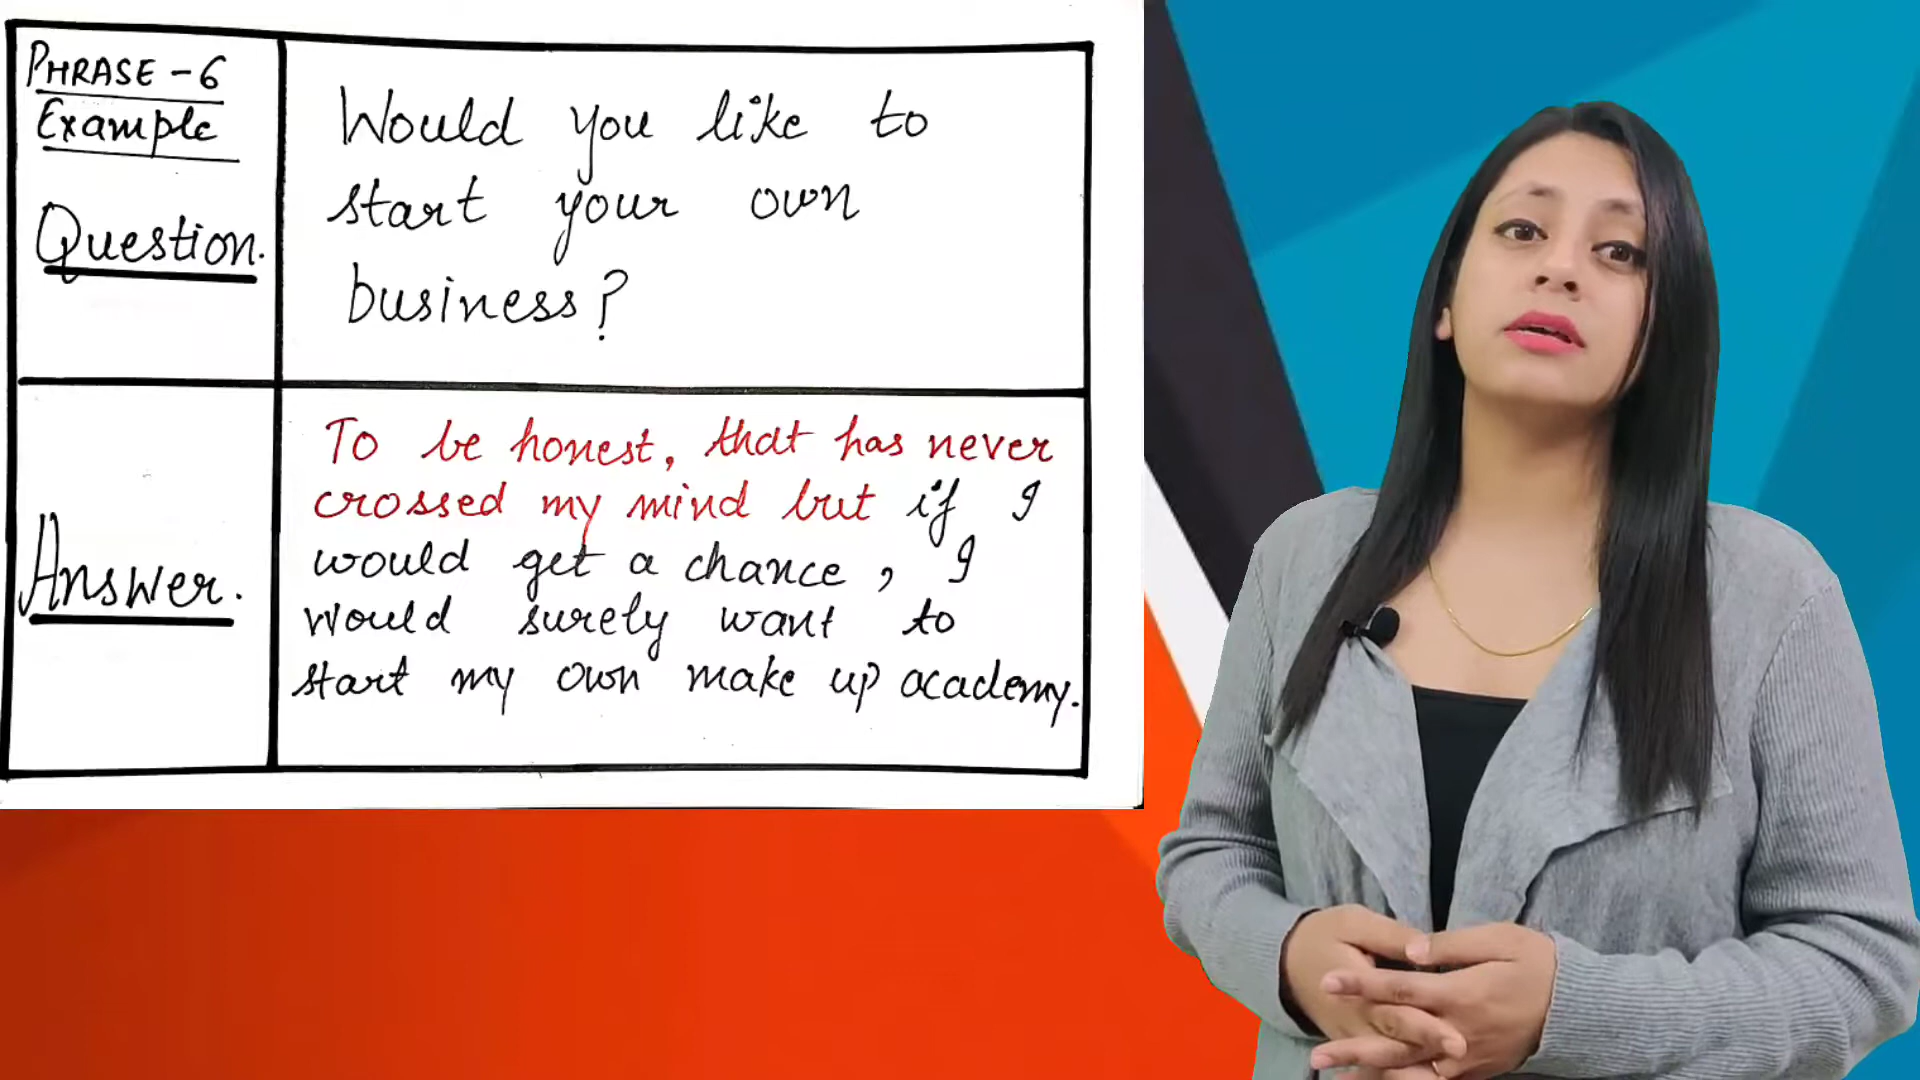 PHRASE - 6
Example
Question.
Would you like to
start your own
business?
Answer.
To be honest, that has never
crossed my mind but if I
would get a chance, I
would surely want to
start my own make up academy.